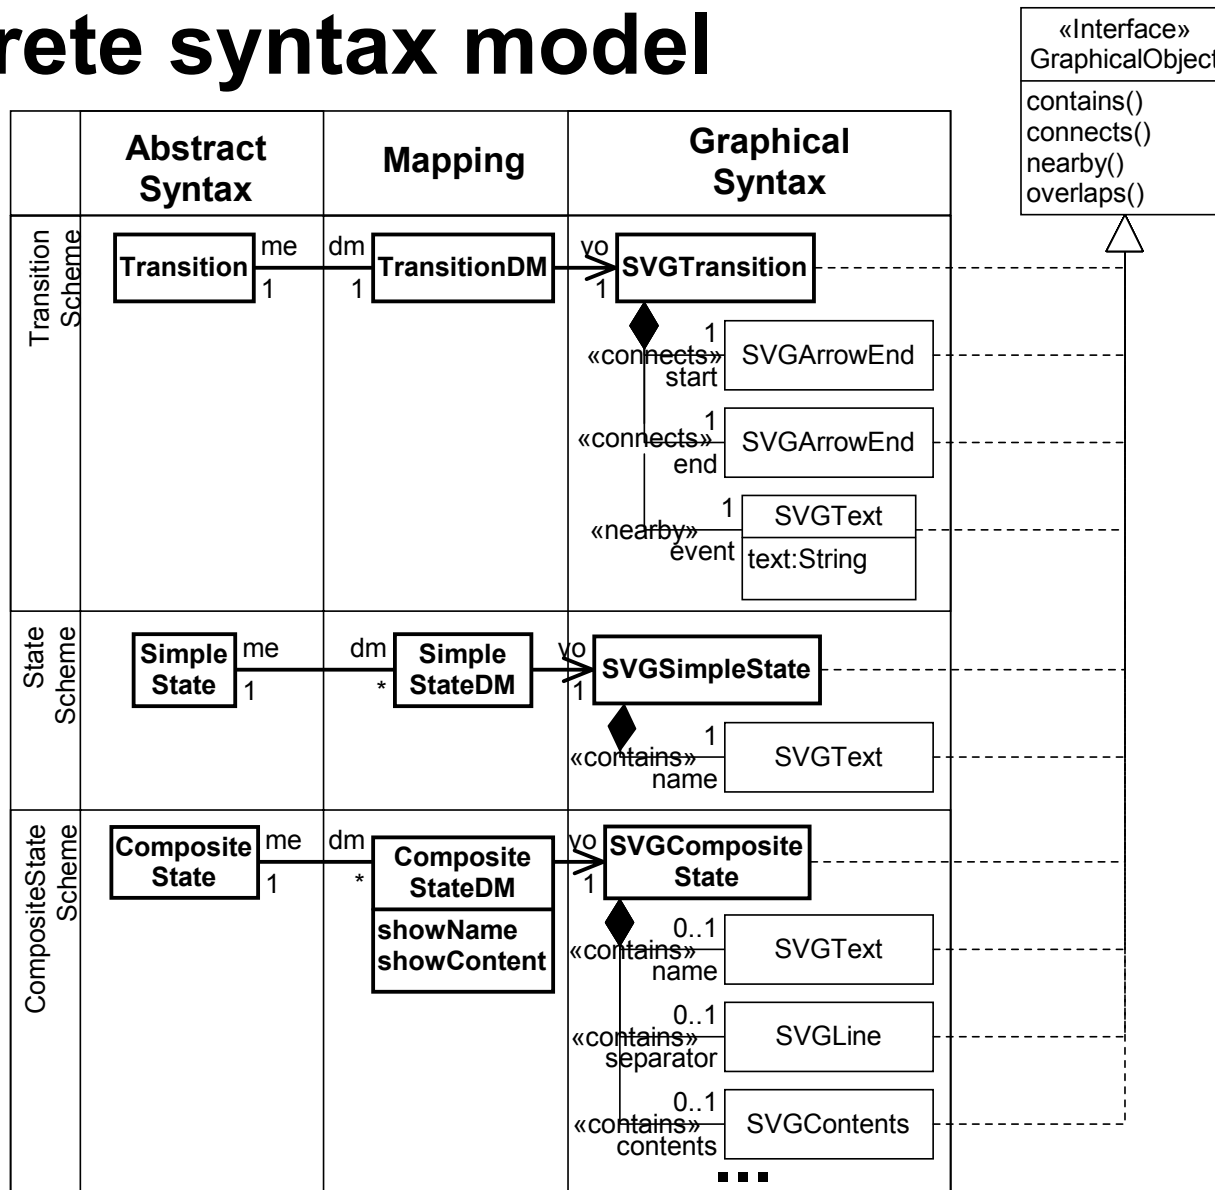 rete syntax model
«Interface»
GraphicalObject
contains()
connects()
nearby()
overlaps()
Abstract
Syntax
Mapping
Graphical
Syntax
Transition
Scheme
Transition
me
1
dm
1
TransitionDM
vo
1
SVGTransition
1
«connects»
start
SVGArrowEnd
1
«connects»
end
SVGArrowEnd
1
«nearby»
event
SVGText
text:String
State
Scheme
Simple
State
me
1
dm
*
Simple
StateDM
vo
1
SVGSimpleState
1
«contains»
name
SVGText
CompositeState
Scheme
Composite
State
me
1
dm
*
Composite
StateDM
showName
showContent
vo
1
SVGComposite
State
0..1
«contains»
name
SVGText
0..1
«contains»
separator
SVGLine
0..1
«contains»
contents
SVGContents
...